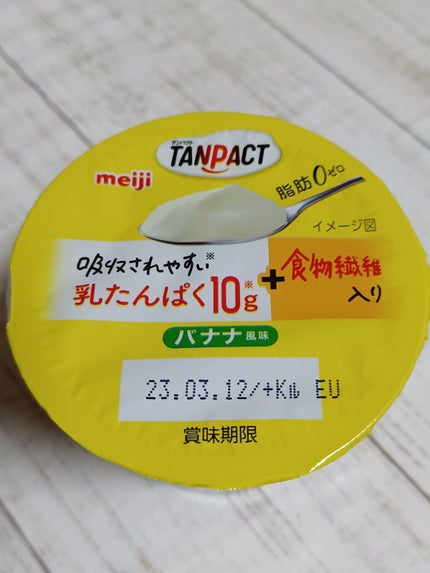 タンパクト
TANPACT
meiji
脂肪0ゼロ
イメージ図
吸収されやすい※
乳たんぱく10g※
+
食物繊維
入り
バナナ風味
23.03.12/+Kル EU
賞味期限